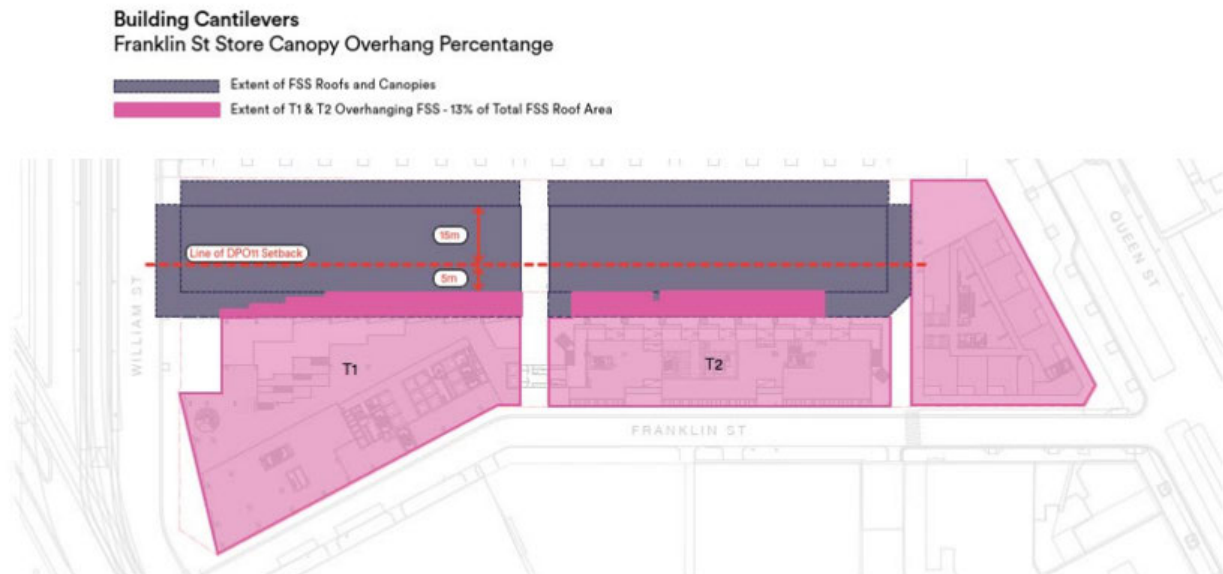 Building Cantilevers
Franklin St Store Canopy Overhang Percentange
Extent of FSS Roofs and Canopies
Extent of T1 & T2 Overhanging FSS - 13% of Total FSS Roof Area
15m
Line of DPO11 Setback
5m
WILLIAM ST
QUEEN ST
T1
T2
FRANKLIN ST